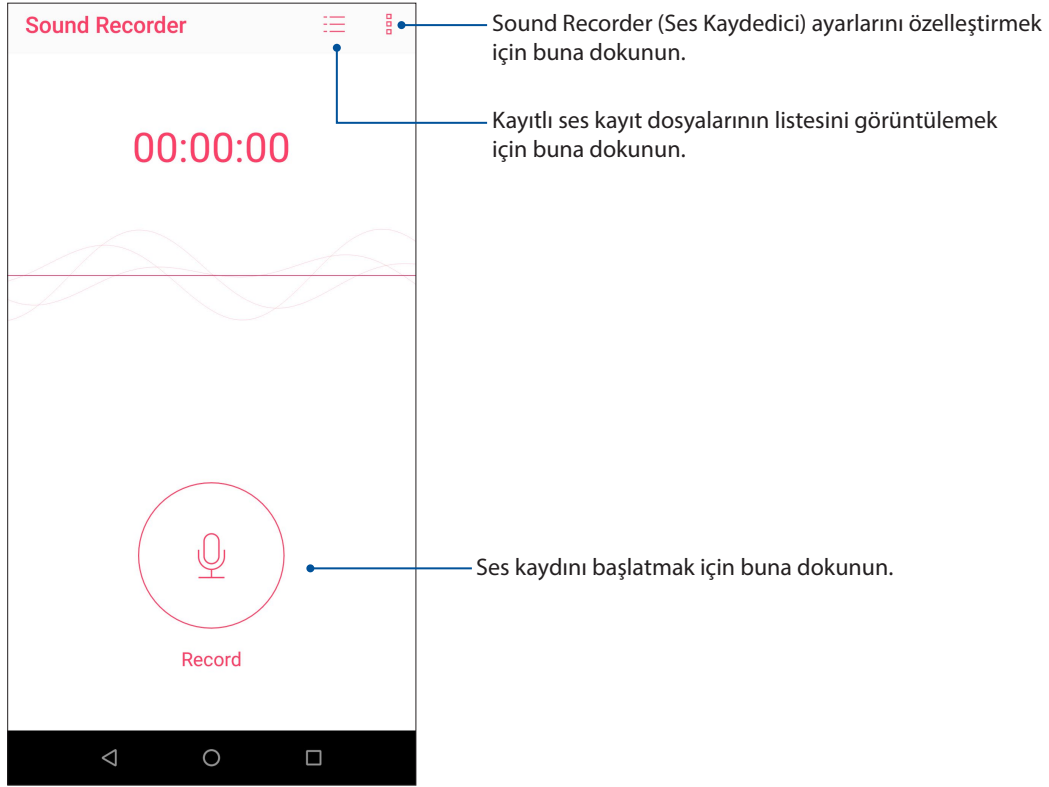 Sound Recorder
Sound Recorder (Ses Kaydedici) ayarlarını özelleştirmek
için buna dokunun.
Kayıtlı ses kayıt dosyalarının listesini görüntülemek
için buna dokunun.
00:00:00
Ses kaydını başlatmak için buna dokunun.
Record